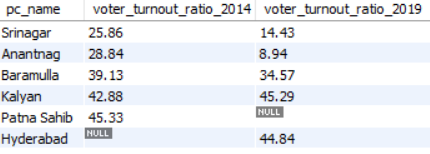 pc_name voter_turnout_ratio_2014 voter_turnout_ratio_2019
Srinagar 25.86 14.43
Anantnag 28.84 8.94
Baramulla 39.13 34.57
Kalyan 42.88 45.29
Patna Sahib 45.33 NULL
Hyderabad NULL 44.84